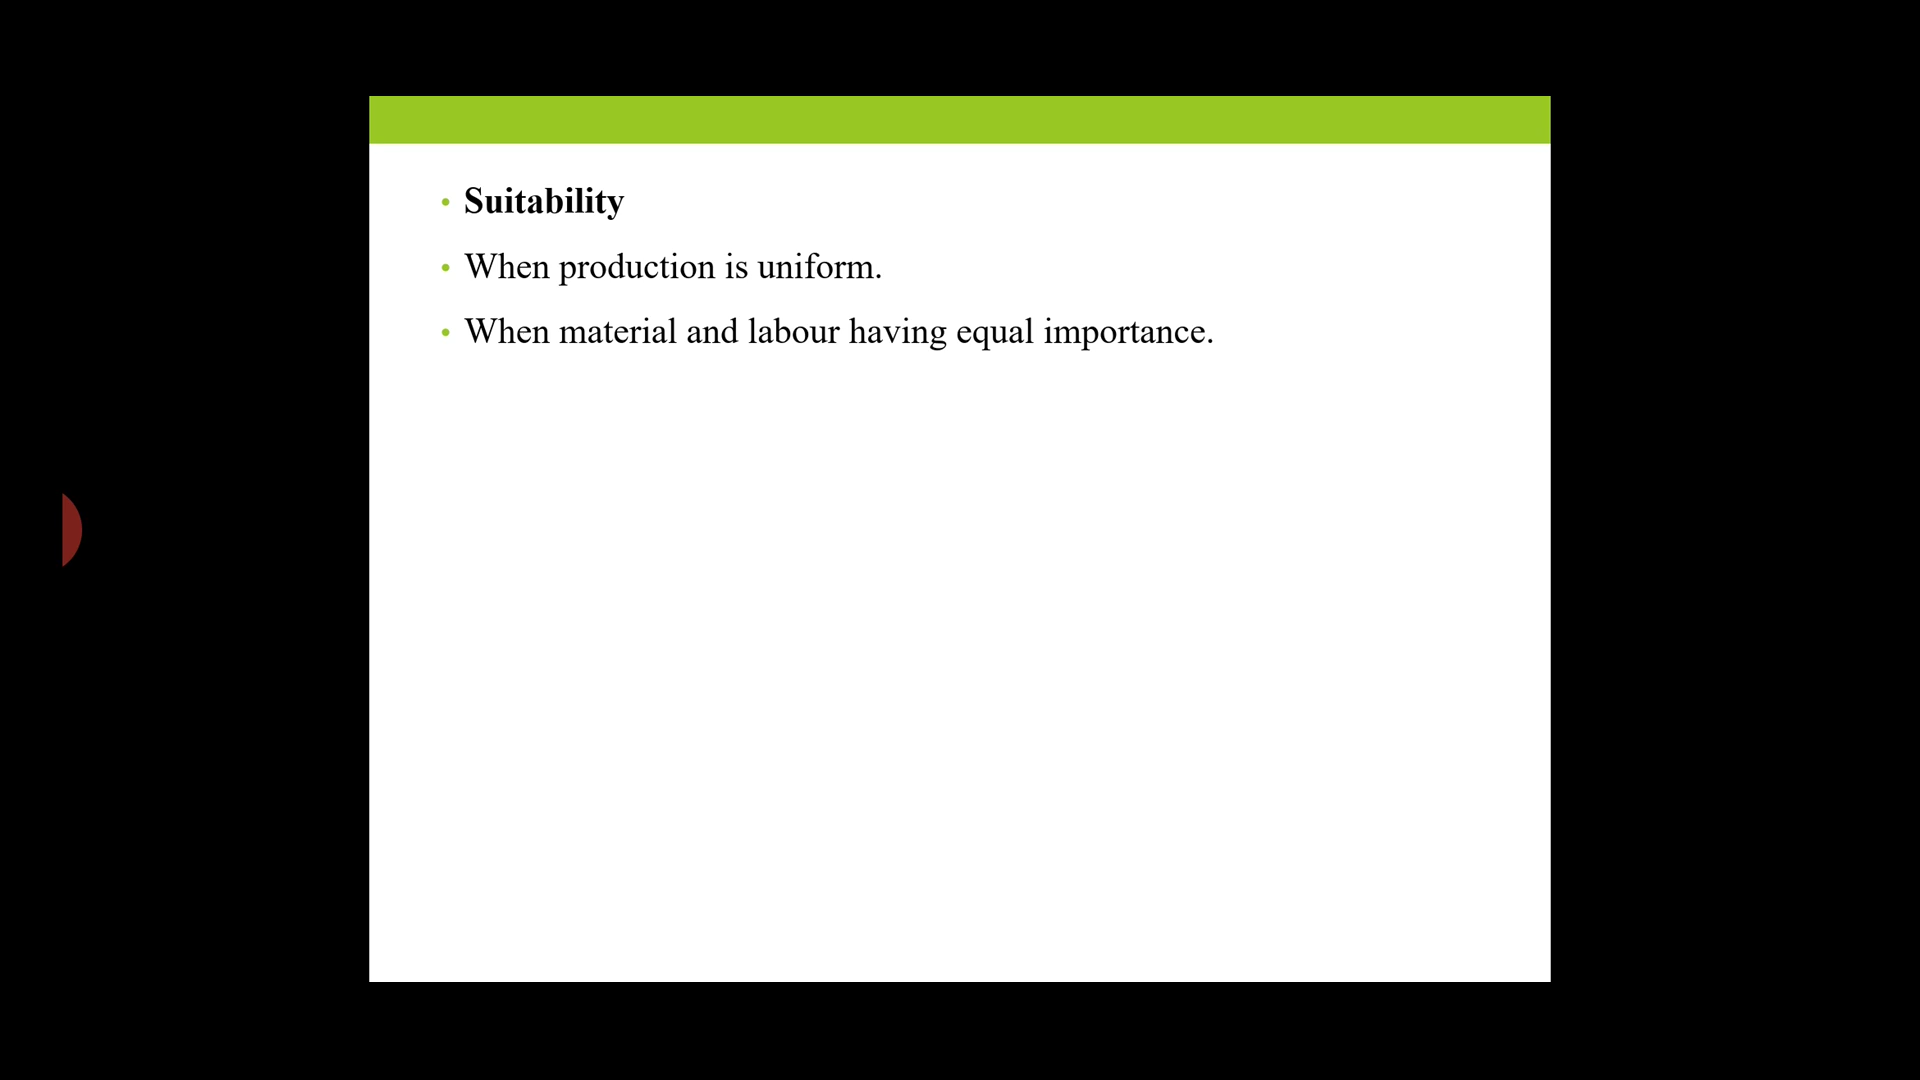 • Suitability
• When production is uniform.
• When material and labour having equal importance.